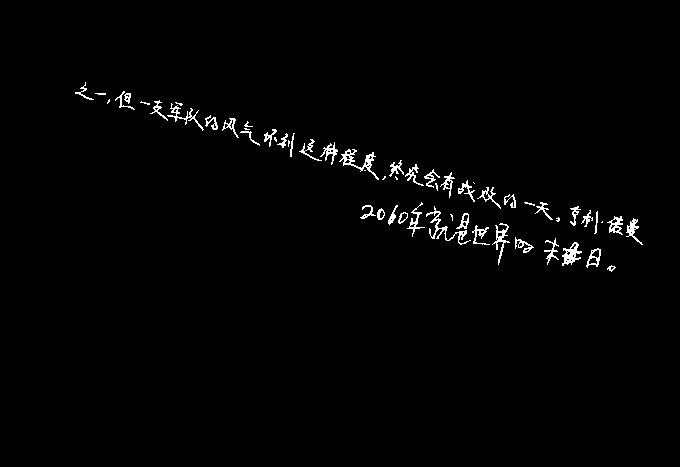 之一，但一支军队的风气坏到这种程度，终究会有战败的一天。亨利·诺曼
2060年就是世界的末日。